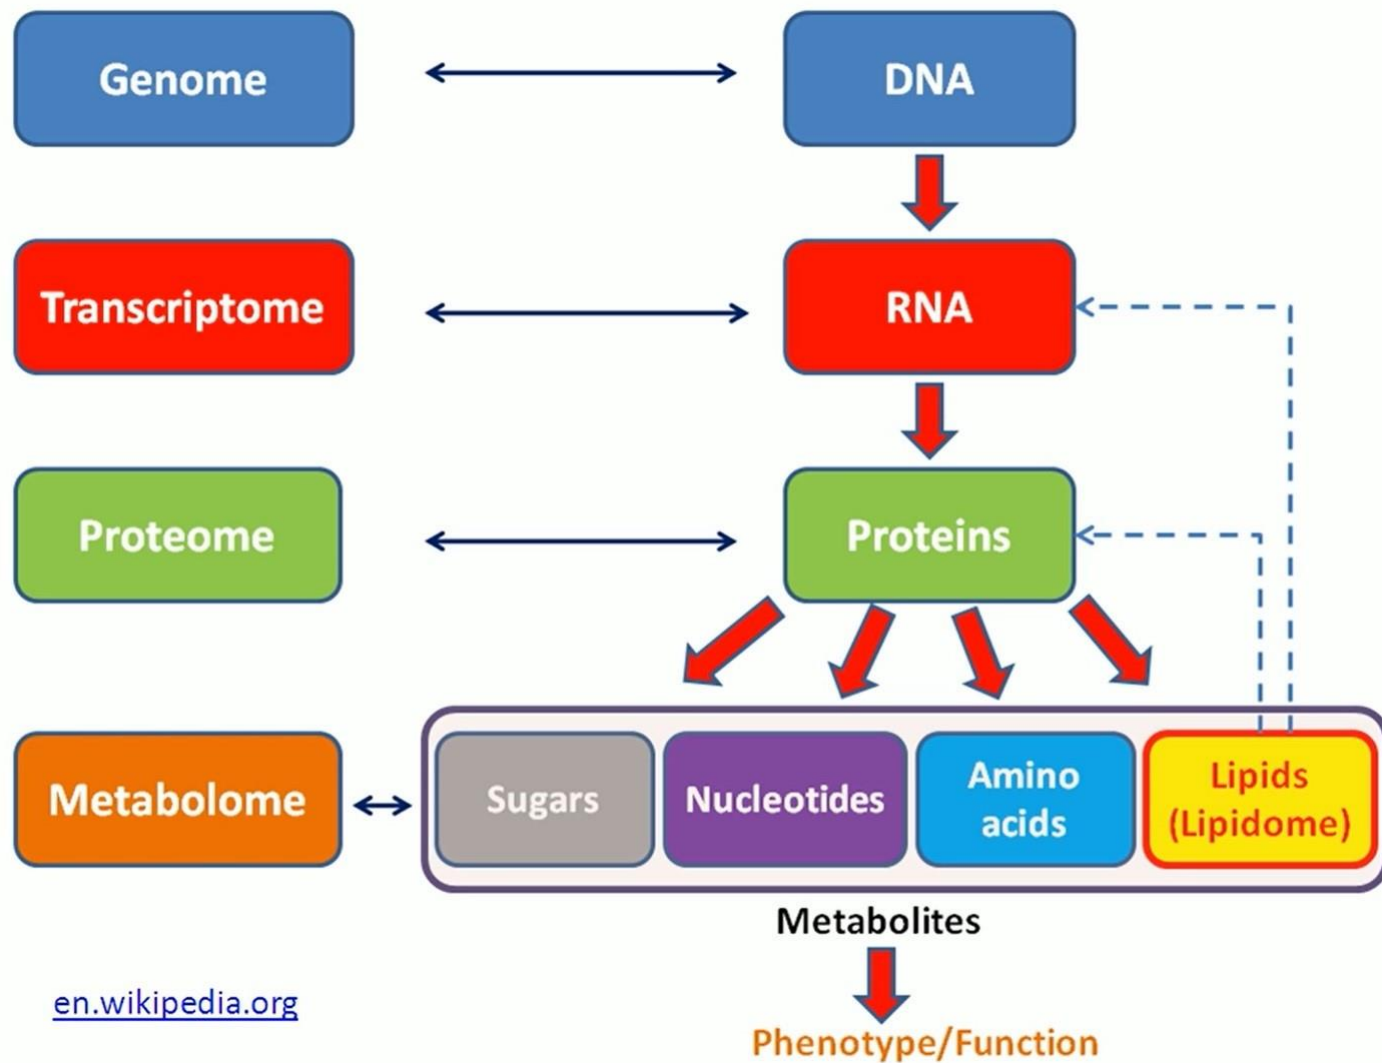 Genome
DNA
Transcriptome
RNA
Proteome
Proteins
Metabolome
Sugars
Nucleotides
Amino
acids
Lipids
(Lipidome)
Metabolites
en.wikipedia.org
Phenotype/Function